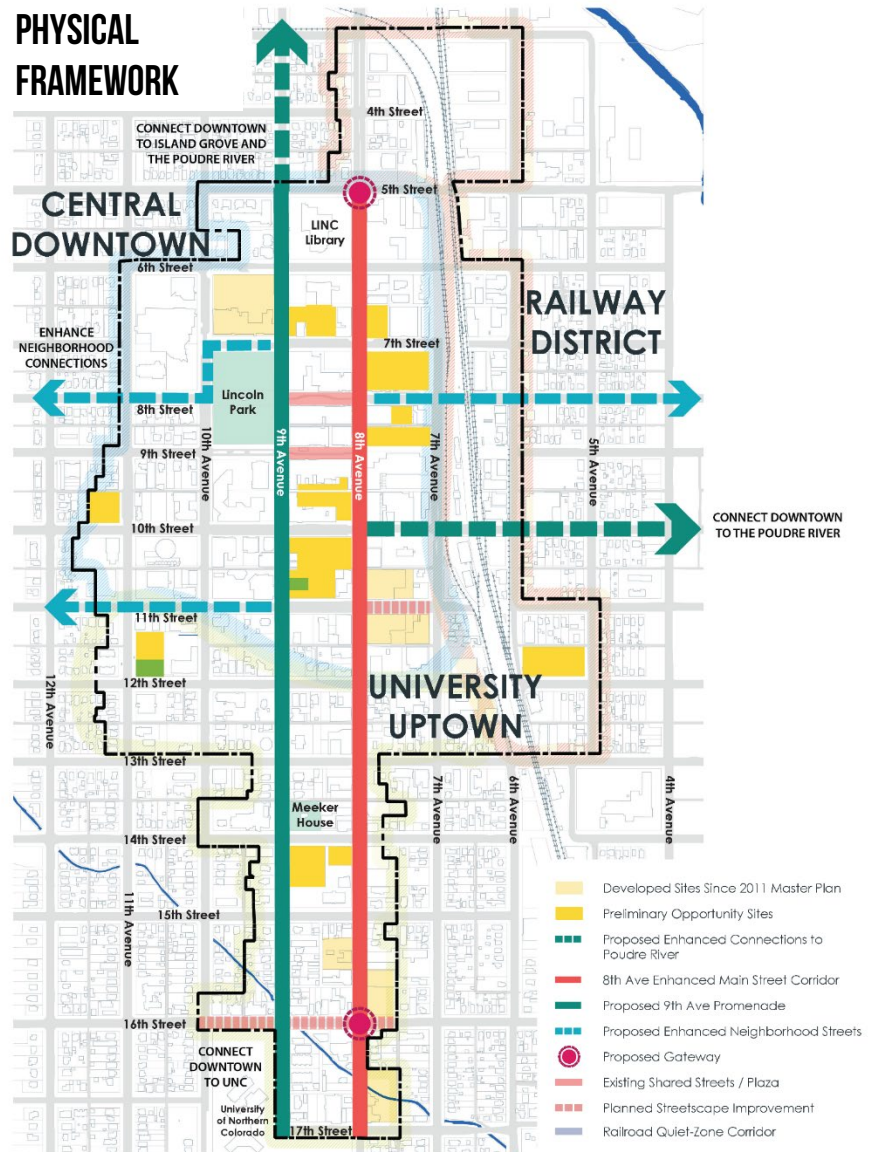 PHYSICAL
FRAMEWORK
CONNECT DOWNTOWN
TO ISLAND GROVE AND
THE POUDRE RIVER
4th Street
5th Street
CENTRAL
DOWNTOWN
LINC
Library
6th Street
RAILWAY
DISTRICT
ENHANCE
NEIGHBORHOOD
CONNECTIONS
7th Street
Lincoln
Park
8th Street
10th Avenue
9th Avenue
8th Avenue
7th Avenue
5th Avenue
9th Street
10th Street
CONNECT DOWNTOWN
TO THE POUDRE RIVER
11th Street
12th Avenue
12th Street
UNIVERSITY
UPTOWN
13th Street
7th Avenue
6th Avenue
4th Avenue
Meeker
House
14th Street
11th Avenue
15th Street
16th Street
CONNECT
DOWNTOWN
TO UNC
University
of Northern
Colorado
17th Street
Developed Sites Since 2011 Master Plan
Preliminary Opportunity Sites
Proposed Enhanced Connections to
Poudre River
8th Ave Enhanced Main Street Corridor
Proposed 9th Ave Promenade
Proposed Enhanced Neighborhood Streets
Proposed Gateway
Existing Shared Streets / Plaza
Planned Streetscape Improvement
Railroad Quiet-Zone Corridor